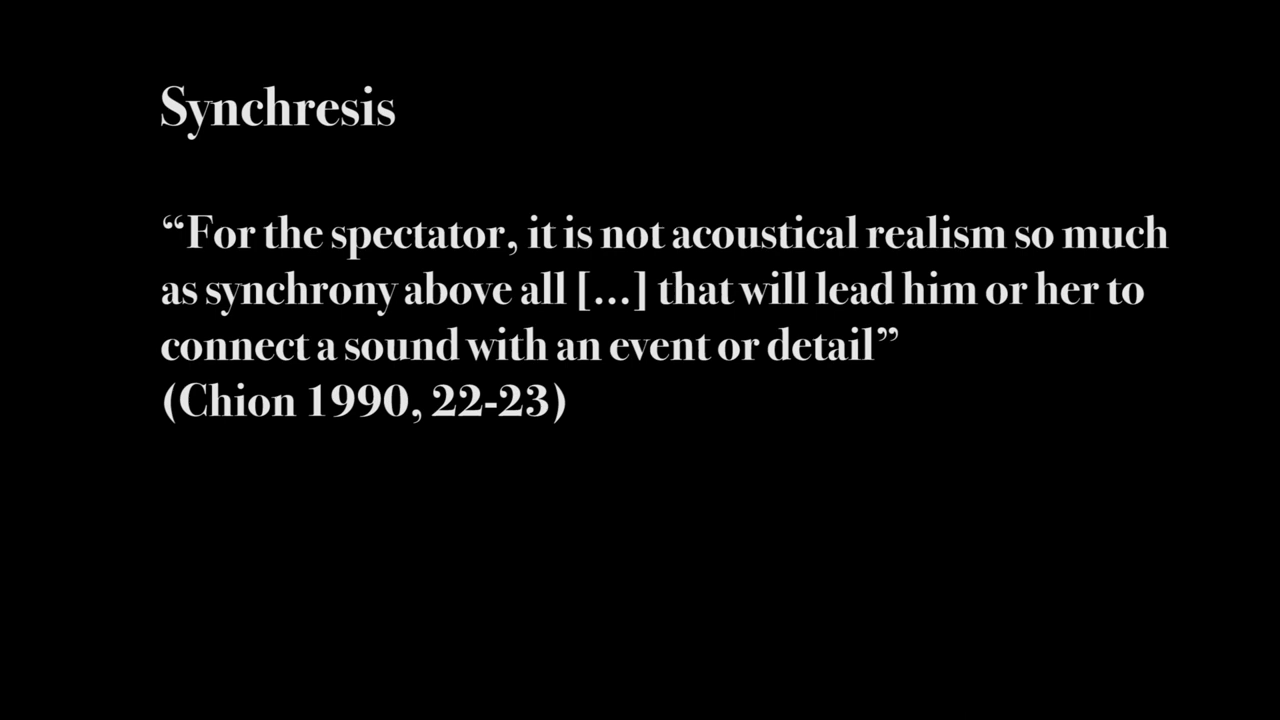 Synchresis
“For the spectator, it is not acoustical realism so much
as synchrony above all [...] that will lead him or her to
connect a sound with an event or detail”
(Chion 1990, 22-23)